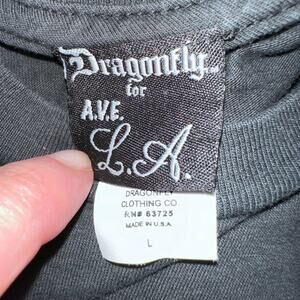 Dragonfly
for
A.V.E.
L.A.
DRAGONFLY
CLOTHING CO.
RN# 63725
MADE IN U.S.A.
L